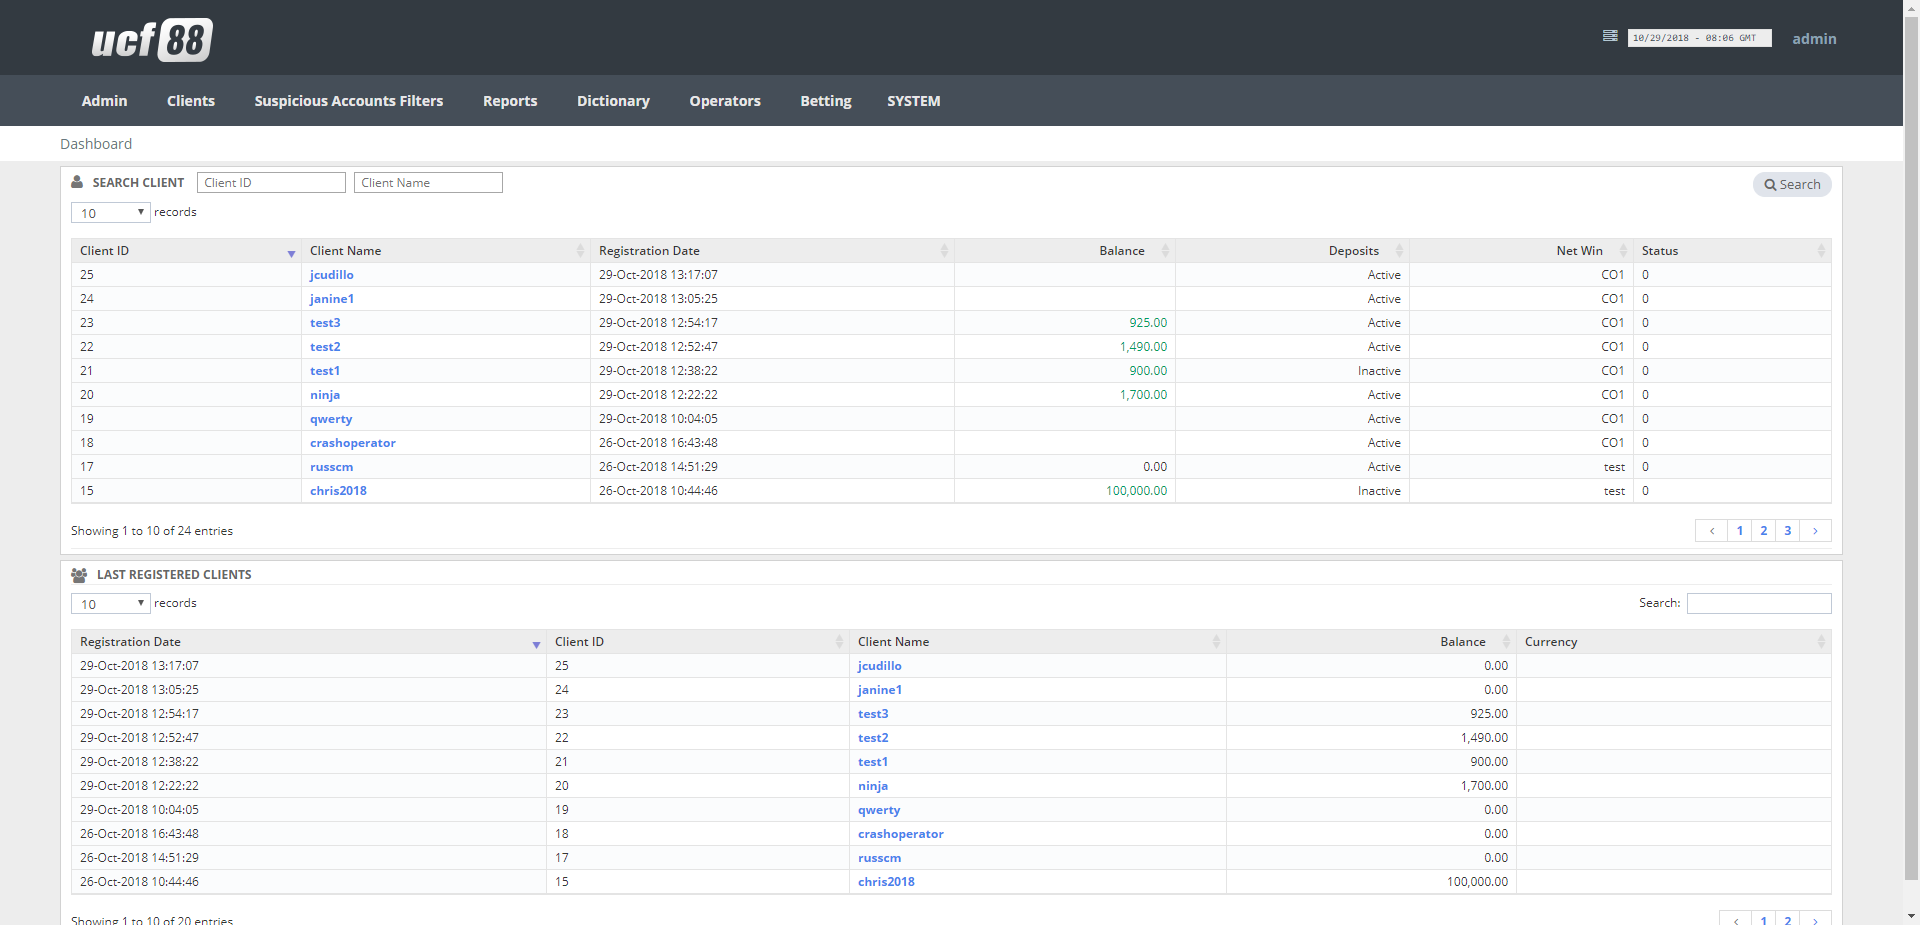 ucf 88
10/29/2018 - 08:06 GMT admin
Admin Clients Suspicious Accounts Filters Reports Dictionary Operators Betting SYSTEM
Dashboard
SEARCH CLIENT Client ID Client Name Search
10 records
Client ID Client Name Registration Date Balance Deposits Net Win Status
25 jcudillo 29-Oct-2018 13:17:07 Active CO1 0
24 janine1 29-Oct-2018 13:05:25 Active CO1 0
23 test3 29-Oct-2018 12:54:17 925.00 Active CO1 0
22 test2 29-Oct-2018 12:52:47 1,490.00 Active CO1 0
21 test1 29-Oct-2018 12:38:22 900.00 Inactive CO1 0
20 ninja 29-Oct-2018 12:22:22 1,700.00 Active CO1 0
19 qwerty 29-Oct-2018 10:04:05 Active CO1 0
18 crashoperator 26-Oct-2018 16:43:48 Active CO1 0
17 russcm 26-Oct-2018 14:51:29 0.00 Active test 0
15 chris2018 26-Oct-2018 10:44:46 100,000.00 Inactive test 0
Showing 1 to 10 of 24 entries ‹ 1 2 3 ›
LAST REGISTERED CLIENTS
10 records Search:
Registration Date Client ID Client Name Balance Currency
29-Oct-2018 13:17:07 25 jcudillo 0.00
29-Oct-2018 13:05:25 24 janine1 0.00
29-Oct-2018 12:54:17 23 test3 925.00
29-Oct-2018 12:52:47 22 test2 1,490.00
29-Oct-2018 12:38:22 21 test1 900.00
29-Oct-2018 12:22:22 20 ninja 1,700.00
29-Oct-2018 10:04:05 19 qwerty 0.00
26-Oct-2018 16:43:48 18 crashoperator 0.00
26-Oct-2018 14:51:29 17 russcm 0.00
26-Oct-2018 10:44:46 15 chris2018 100,000.00
Showing 1 to 10 of 20 entries ‹ 1 2 ›